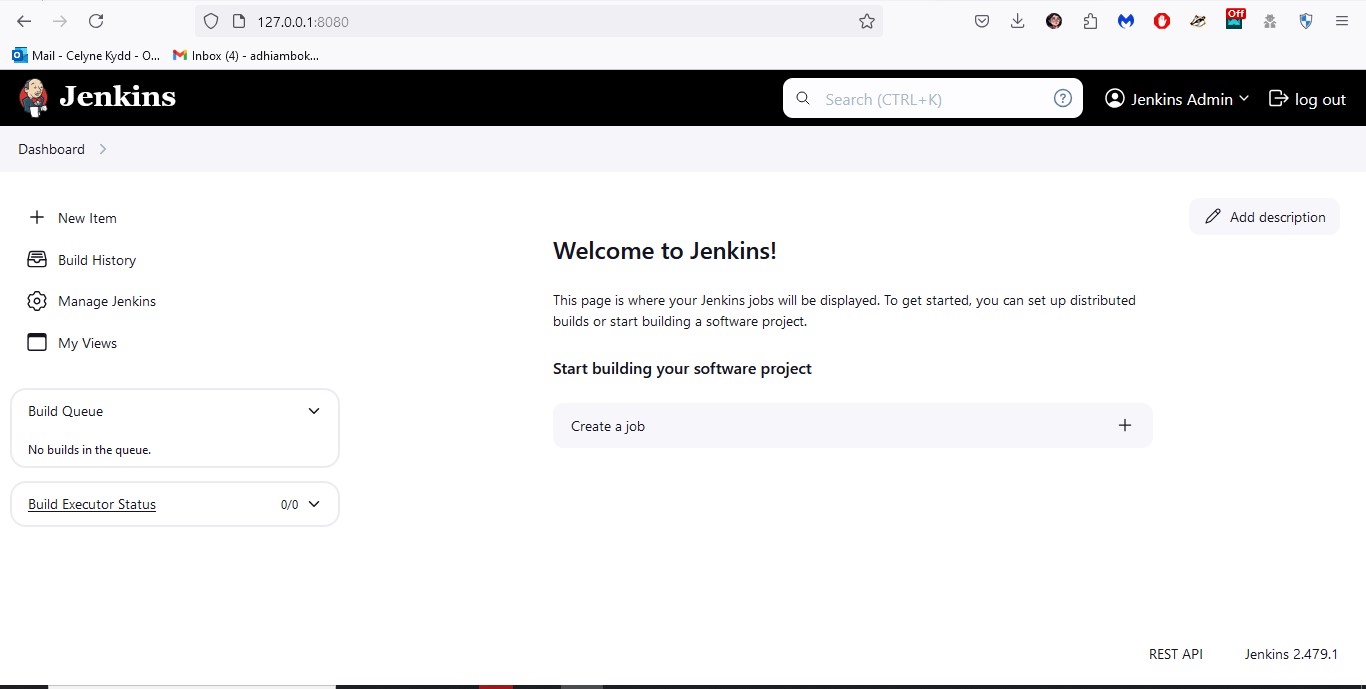 127.0.0.1:8080
Off
Mail - Celyne Kydd - O...
Inbox (4) - adhiambok...
Jenkins
Search (CTRL+K)
?
Jenkins Admin
log out
Dashboard
New Item
Add description
Build History
Manage Jenkins
My Views
Welcome to Jenkins!
This page is where your Jenkins jobs will be displayed. To get started, you can set up distributed
builds or start building a software project.
Start building your software project
Create a job
Build Queue
No builds in the queue.
Build Executor Status
0/0
REST API
Jenkins 2.479.1